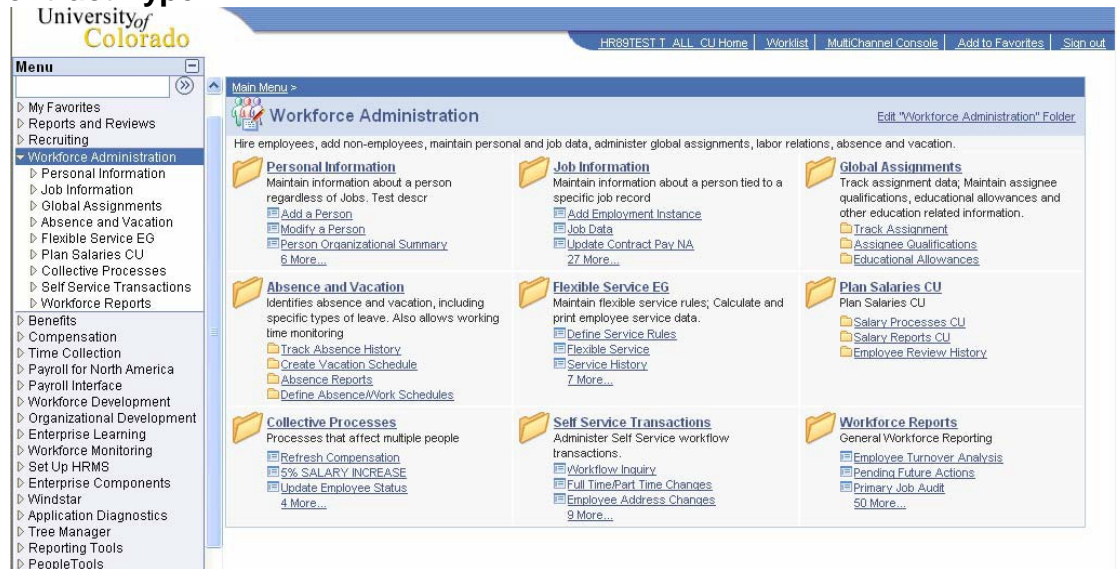 University of
Colorado
HR89TEST T_ALL_CU Home
Worklist
MultiChannel Console
Add to Favorites
Sign out
Menu
My Favorites
Reports and Reviews
Recruiting
Workforce Administration
Personal Information
Job Information
Global Assignments
Absence and Vacation
Flexible Service EG
Plan Salaries CU
Collective Processes
Self Service Transactions
Workforce Reports
Benefits
Compensation
Time Collection
Payroll for North America
Payroll Interface
Workforce Development
Organizational Development
Enterprise Learning
Workforce Monitoring
Set Up HRMS
Enterprise Components
Windstar
Application Diagnostics
Tree Manager
Reporting Tools
PeopleTools
Main Menu >
Workforce Administration
Edit "Workforce Administration" Folder
Hire employees, add non-employees, maintain personal and job data, administer global assignments, labor relations, absence and vacation.
Personal Information
Maintain information about a person
regardless of Jobs. Test descr
Add a Person
Modify a Person
Person Organizational Summary
6 More...
Job Information
Maintain information about a person tied to a
specific job record
Add Employment Instance
Job Data
Update Contract Pay NA
27 More...
Global Assignments
Track assignment data; Maintain assignee
qualifications, educational allowances and
other education related information.
Track Assignment
Assignee Qualifications
Educational Allowances
Absence and Vacation
Identifies absence and vacation, including
specific types of leave. Also allows working
time monitoring
Track Absence History
Create Vacation Schedule
Absence Reports
Define Absence/Work Schedules
Flexible Service EG
Maintain flexible service rules; Calculate and
print employee service data.
Define Service Rules
Flexible Service
Service History
7 More...
Plan Salaries CU
Plan Salaries CU
Salary Processes CU
Salary Reports CU
Employee Review History
Collective Processes
Processes that affect multiple people
Refresh Compensation
5% SALARY INCREASE
Update Employee Status
4 More...
Self Service Transactions
Administer Self Service workflow
transactions.
Workflow Inquiry
Full Time/Part Time Changes
Employee Address Changes
9 More...
Workforce Reports
General Workforce Reporting
Employee Turnover Analysis
Pending Future Actions
Primary Job Audit
50 More...